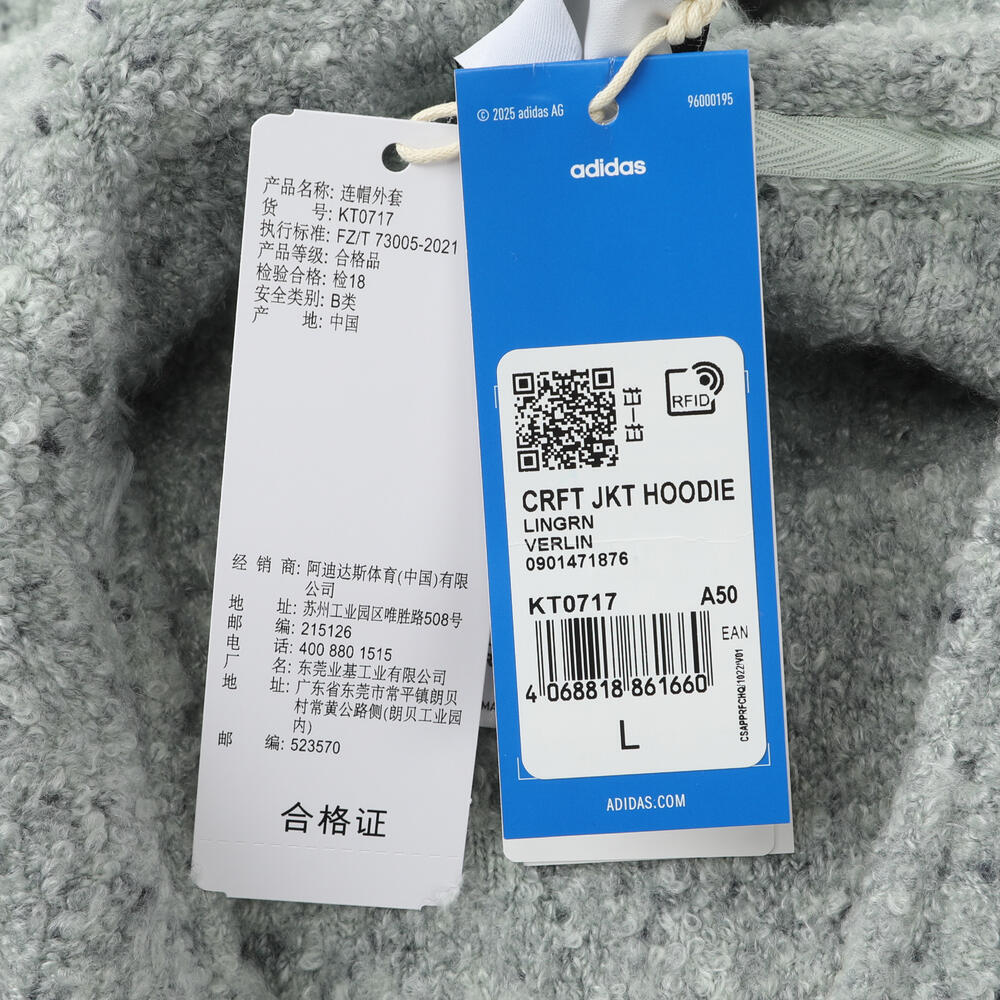 产品名称: 连帽外套
货 号: KT0717
执行标准: FZ/T 73005-2021
产品等级: 合格品
检验合格: 检18
安全类别: B类
产 地: 中国
经 销 商: 阿迪达斯体育(中国)有限
公司
地 址: 苏州工业园区唯胜路508号
邮 编: 215126
电 话: 400 880 1515
厂 名: 东莞业基工业有限公司
地 址: 广东省东莞市常平镇朗贝
村常黄公路侧(朗贝工业园
内)
邮 编: 523570
合格证
© 2025 adidas AG
96000195
adidas
扫一扫
RFID
CRFT JKT HOODIE
LINGRN
VERLIN
0901471876
KT0717 A50
EAN
4 068818 861660
CSAPPRFCHQ/1022/V01
L
ADIDAS.COM